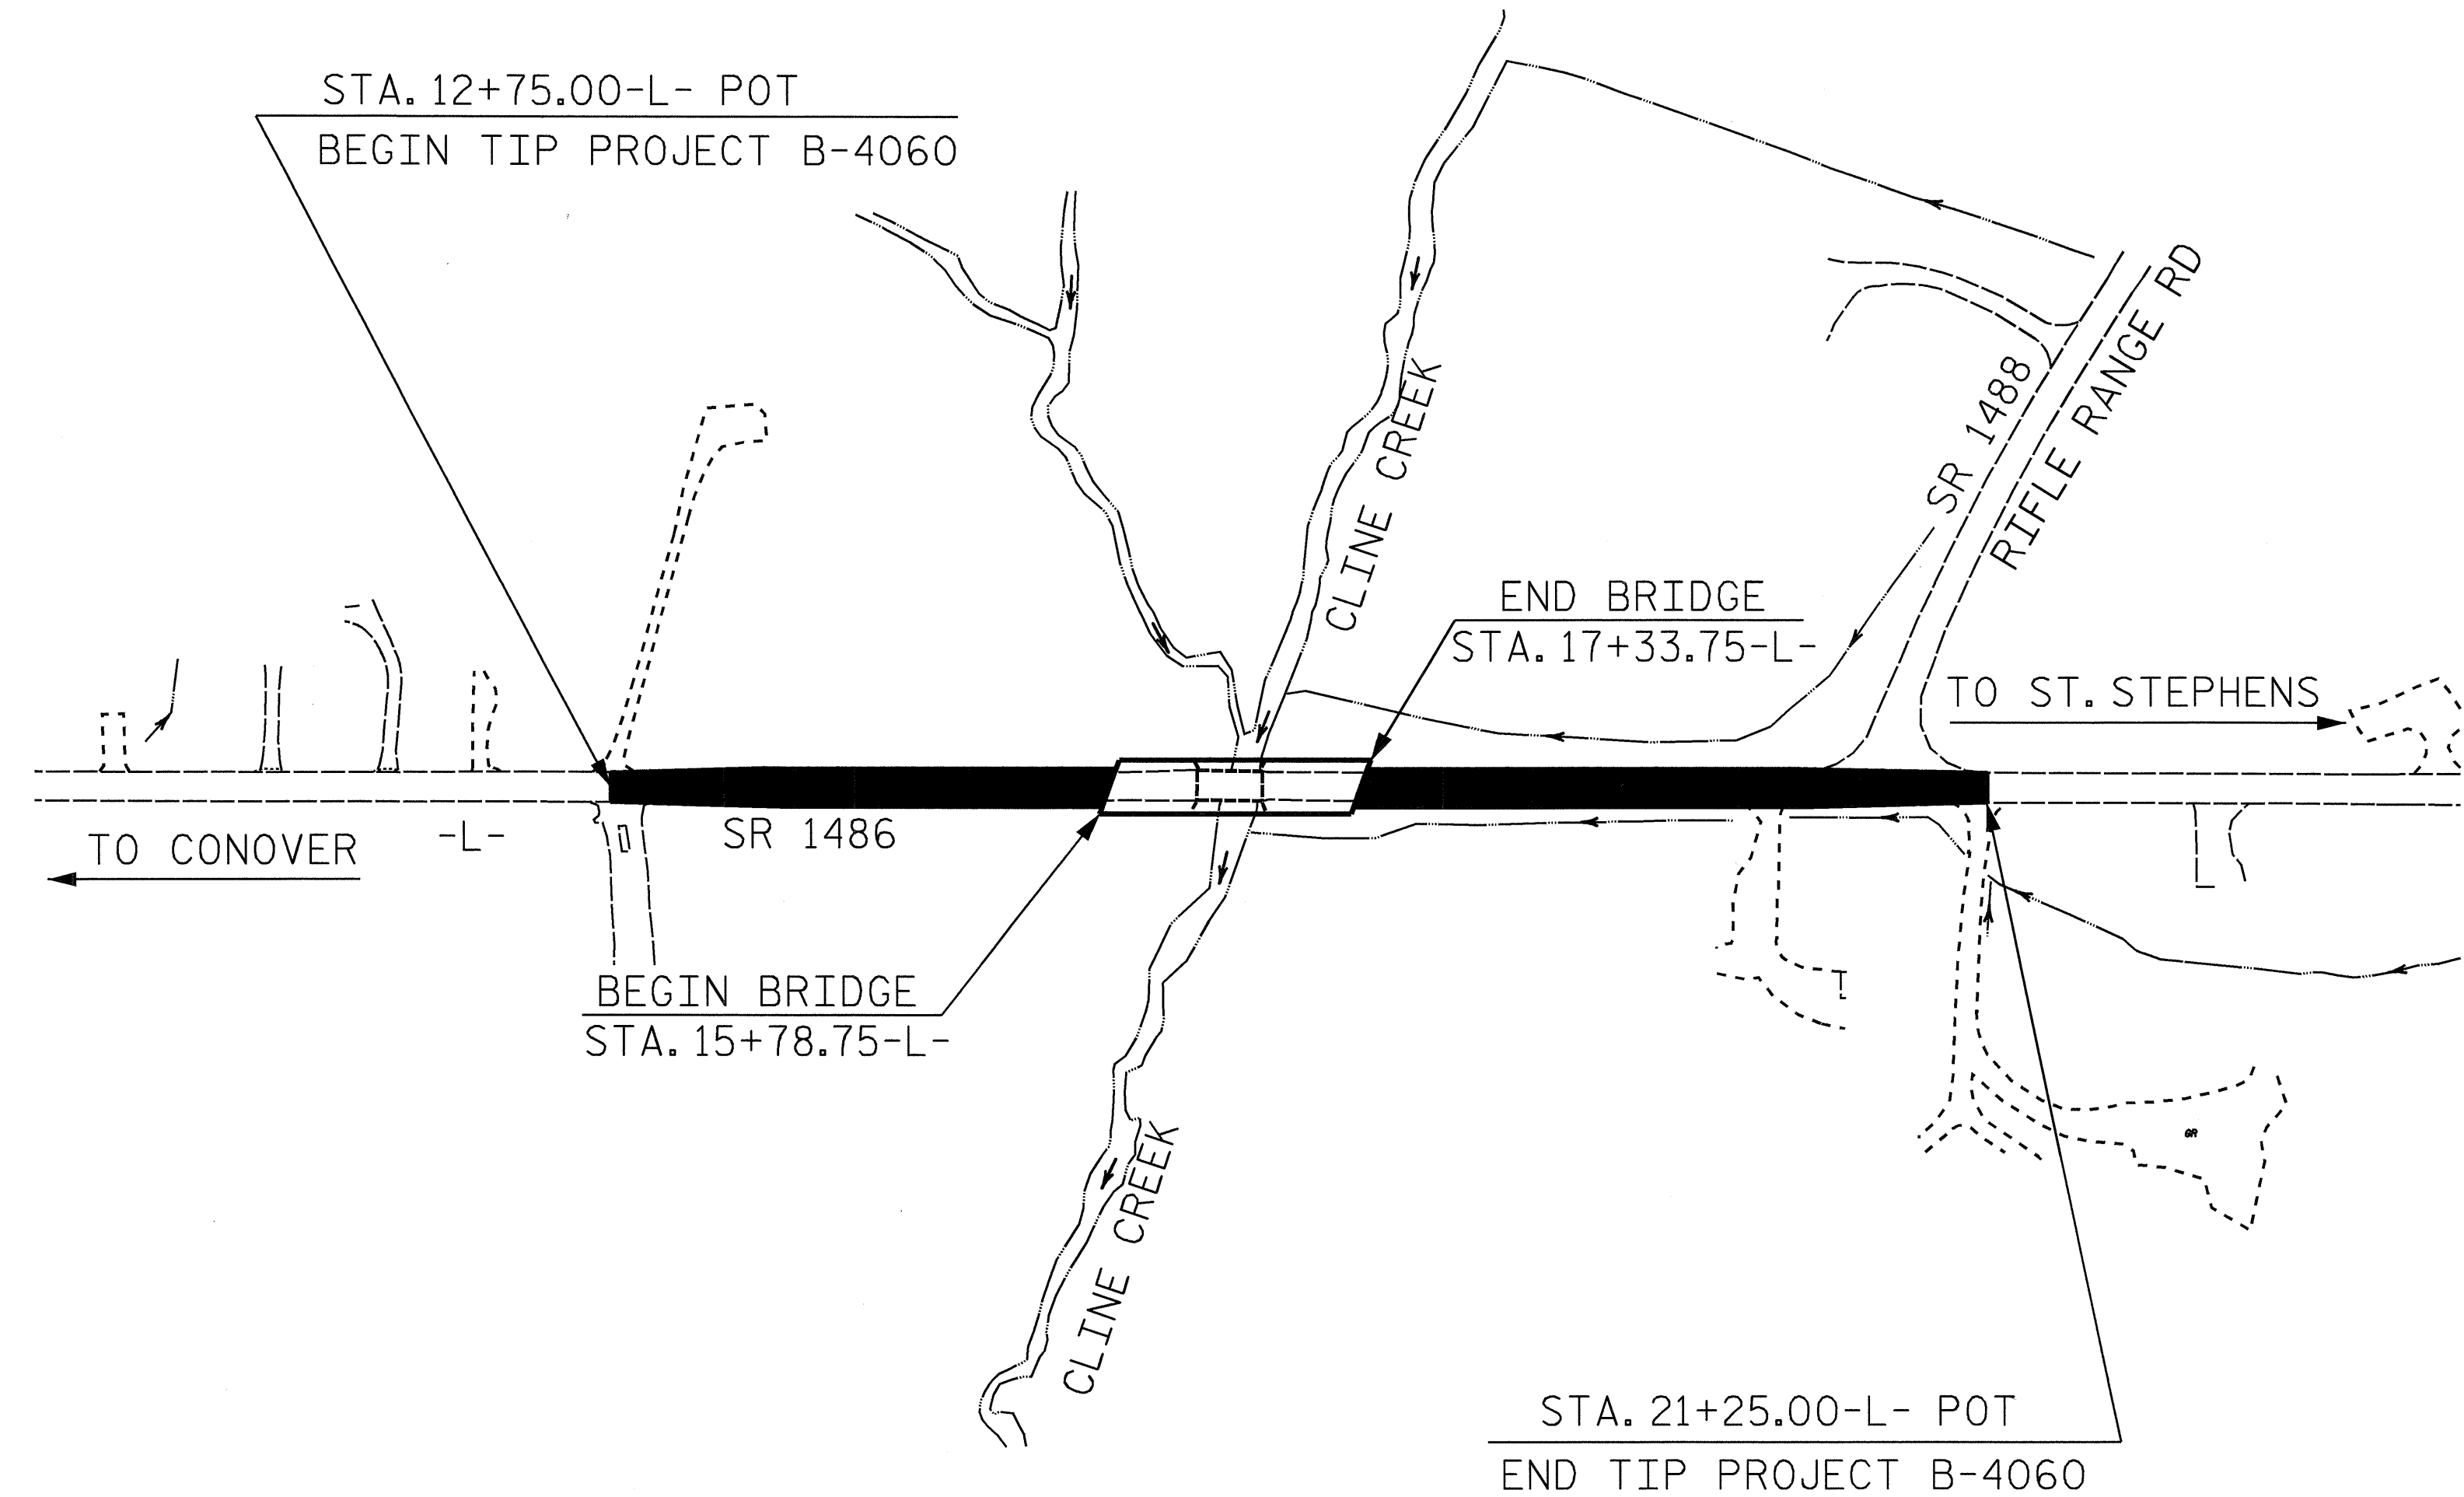 STA. 12+75.00-L- POT
BEGIN TIP PROJECT B-4060
CLINE CREEK
SR 1488
RIFLE RANGE RD
END BRIDGE
STA. 17+33.75-L-
TO ST. STEPHENS
TO CONOVER
-L-
SR 1486
BEGIN BRIDGE
STA. 15+78.75-L-
CLINE CREEK
GR
STA. 21+25.00-L- POT
END TIP PROJECT B-4060